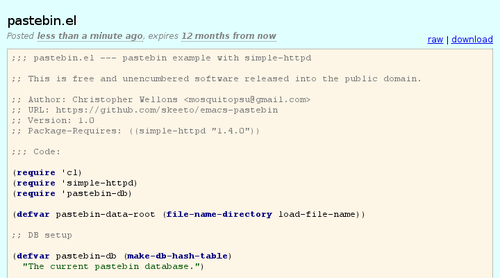 pastebin.el
Posted less than a minute ago, expires 12 months from now
raw | download
;;; pastebin.el --- pastebin example with simple-httpd
;; This is free and unencumbered software released into the public domain.
;; Author: Christopher Wellons <mosquitopsu@gmail.com>
;; URL: https://github.com/skeeto/emacs-pastebin
;; Version: 1.0
;; Package-Requires: ((simple-httpd "1.4.0"))
;;; Code:
(require 'cl)
(require 'simple-httpd)
(require 'pastebin-db)
(defvar pastebin-data-root (file-name-directory load-file-name))
;; DB setup
(defvar pastebin-db (make-db-hash-table)
"The current pastebin database.")